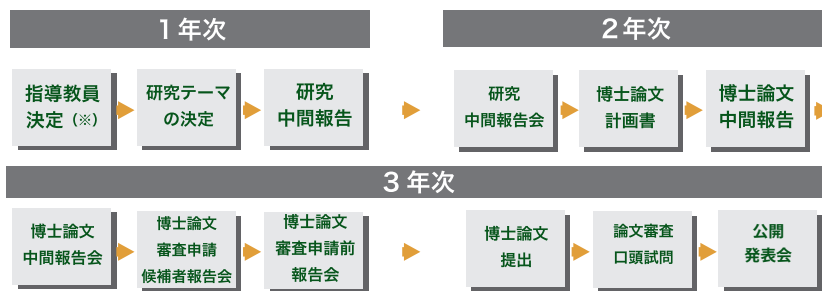 1年次
指導教員
決定(※)
研究テーマ
の決定
研究
中間報告
2年次
研究
中間報告会
博士論文
計画書
博士論文
中間報告
3年次
博士論文
中間報告会
博士論文
審査申請
候補者報告会
博士論文
審査申請前
報告会
博士論文
提出
論文審査
口頭試問
公開
発表会